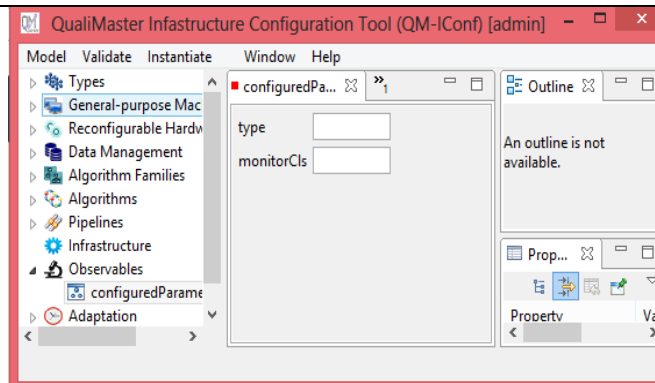 QualiMaster Infastructure Configuration Tool (QM-IConf) [admin]
Model Validate Instantiate Window Help
Types
General-purpose Mac
Reconfigurable Hardw
Data Management
Algorithm Families
Algorithms
Pipelines
Infrastructure
Observables
configuredParame
Adaptation
configuredPa... »1
type
monitorCls
Outline
An outline is not
available.
Prop...
Property Va